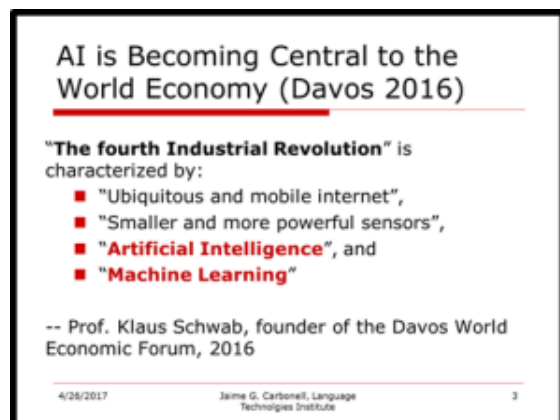 AI is Becoming Central to the
World Economy (Davos 2016)
“The fourth Industrial Revolution” is
characterized by:
“Ubiquitous and mobile internet”,
“Smaller and more powerful sensors”,
“Artificial Intelligence”, and
“Machine Learning”
-- Prof. Klaus Schwab, founder of the Davos World
Economic Forum, 2016
4/26/2017
Jaime G. Carbonell, Language
Technolgies Institute
3